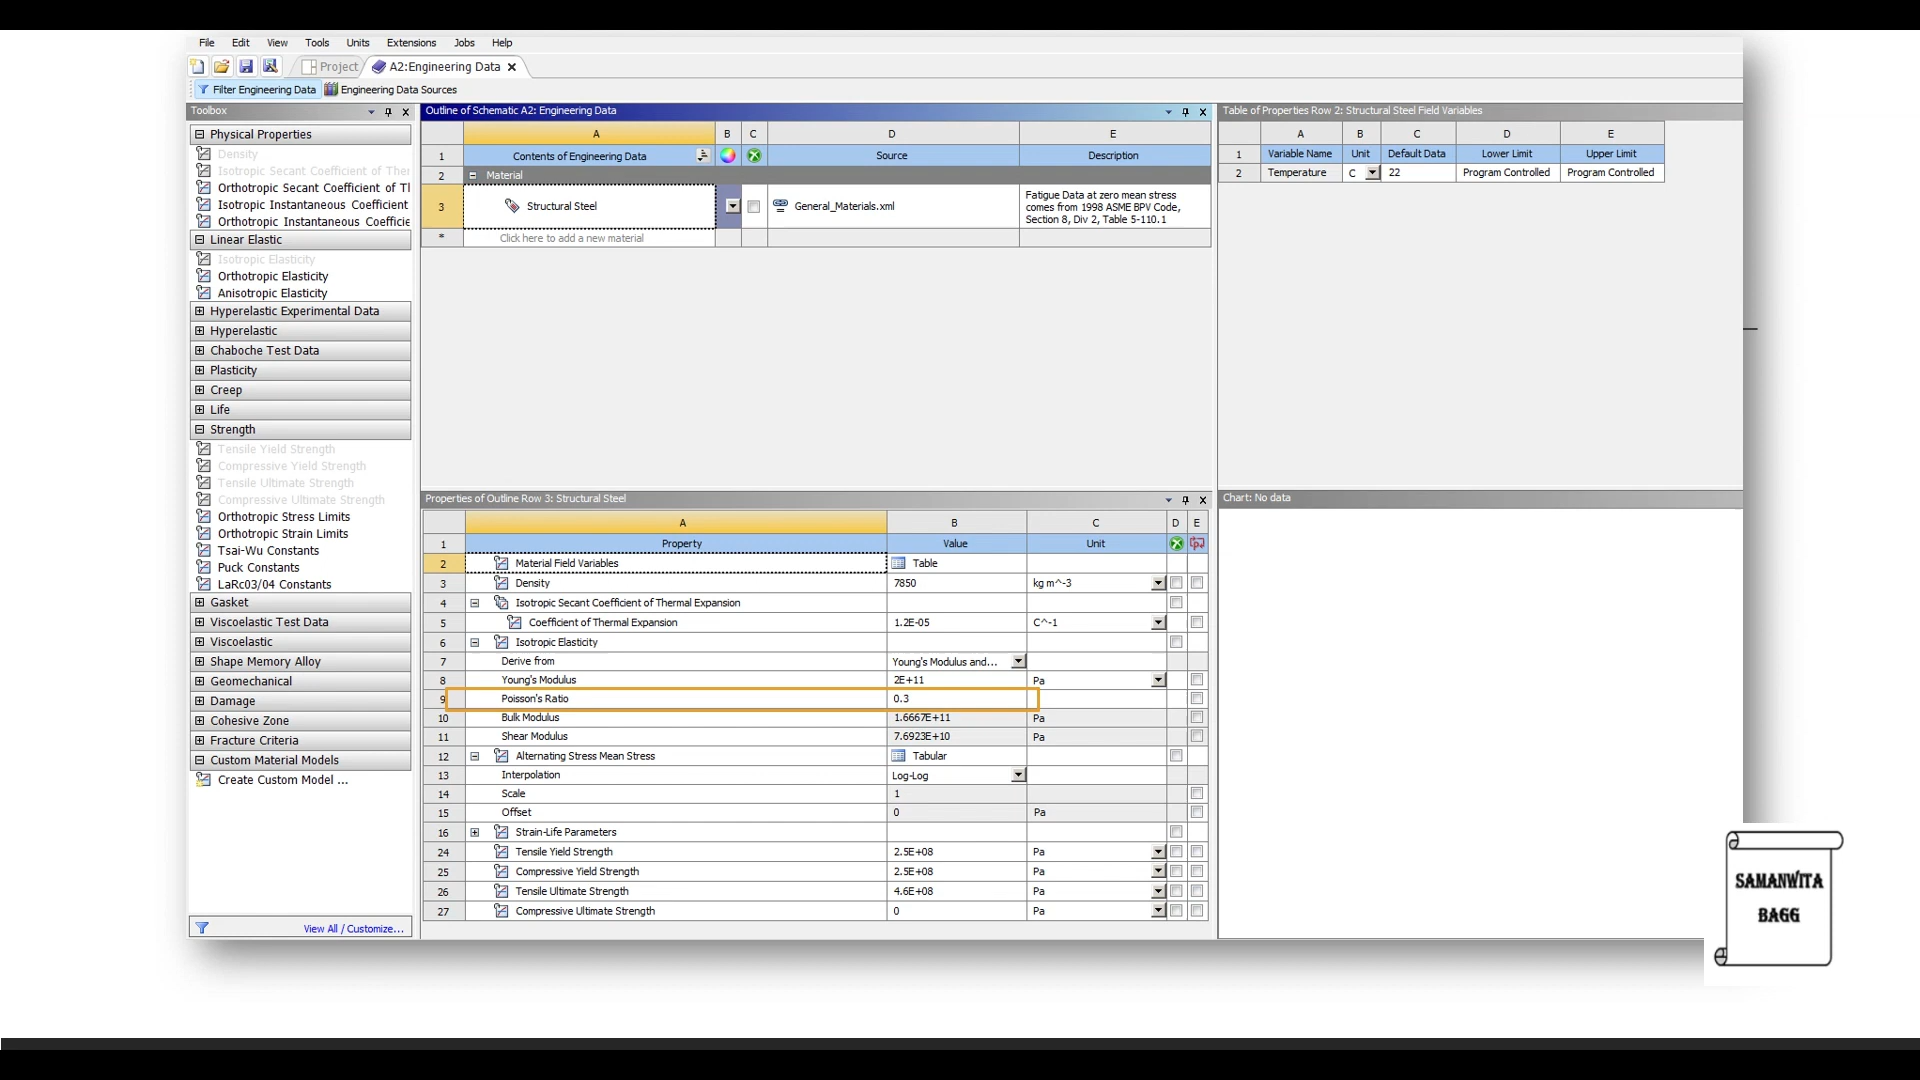 File Edit View Tools Units Extensions Jobs Help
Project A2:Engineering Data
Filter Engineering Data Engineering Data Sources
Toolbox
Physical Properties
Density
Isotropic Secant Coefficient of Ther
Orthotropic Secant Coefficient of Tl
Isotropic Instantaneous Coefficient
Orthotropic Instantaneous Coefficie
Linear Elastic
Isotropic Elasticity
Orthotropic Elasticity
Anisotropic Elasticity
Hyperelastic Experimental Data
Hyperelastic
Chaboche Test Data
Plasticity
Creep
Life
Strength
Tensile Yield Strength
Compressive Yield Strength
Tensile Ultimate Strength
Compressive Ultimate Strength
Orthotropic Stress Limits
Orthotropic Strain Limits
Tsai-Wu Constants
Puck Constants
LaRc03/04 Constants
Gasket
Viscoelastic Test Data
Viscoelastic
Shape Memory Alloy
Geomechanical
Damage
Cohesive Zone
Fracture Criteria
Custom Material Models
Create Custom Model ...
View All / Customize...
Outline of Schematic A2: Engineering Data
A B C D E
1 Contents of Engineering Data Source Description
2 Material
3 Structural Steel General_Materials.xml Fatigue Data at zero mean stress
comes from 1998 ASME BPV Code,
Section 8, Div 2, Table 5-110.1
* Click here to add a new material
Table of Properties Row 2: Structural Steel Field Variables
A B C D E
1 Variable Name Unit Default Data Lower Limit Upper Limit
2 Temperature C 22 Program Controlled Program Controlled
Properties of Outline Row 3: Structural Steel
A B C D E
1 Property Value Unit
2 Material Field Variables Table
3 Density 7850 kg m^-3
4 Isotropic Secant Coefficient of Thermal Expansion
5 Coefficient of Thermal Expansion 1.2E-05 C^-1
6 Isotropic Elasticity
7 Derive from Young's Modulus and...
8 Young's Modulus 2E+11 Pa
9 Poisson's Ratio 0.3
10 Bulk Modulus 1.6667E+11 Pa
11 Shear Modulus 7.6923E+10 Pa
12 Alternating Stress Mean Stress Tabular
13 Interpolation Log-Log
14 Scale 1
15 Offset 0 Pa
16 Strain-Life Parameters
24 Tensile Yield Strength 2.5E+08 Pa
25 Compressive Yield Strength 2.5E+08 Pa
26 Tensile Ultimate Strength 4.6E+08 Pa
27 Compressive Ultimate Strength 0 Pa
Chart: No data
SAMANWITA
BAGG